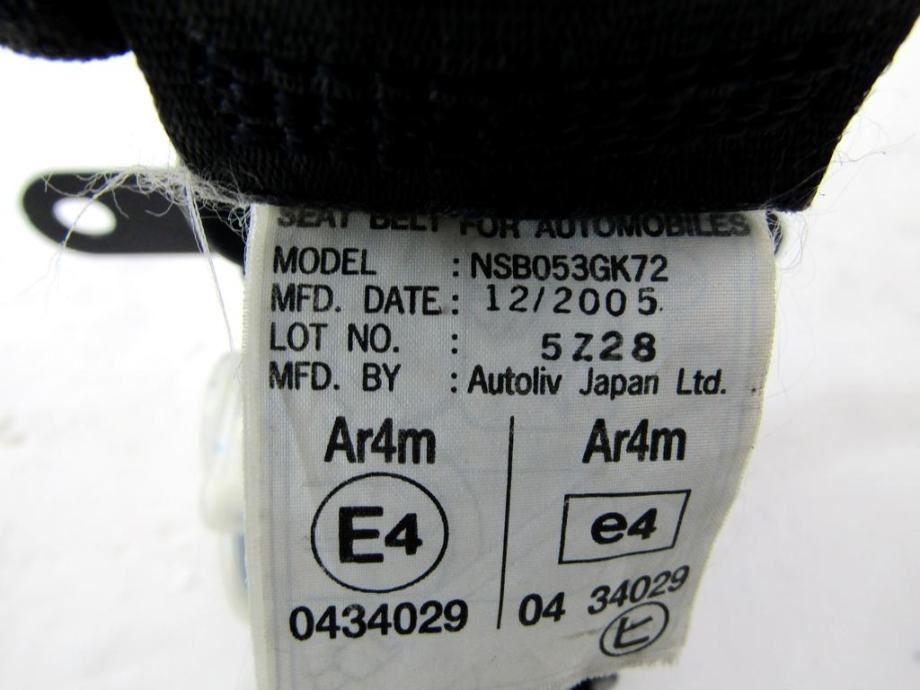 SEAT BELT FOR AUTOMOBILES
MODEL : NSB053GK72
MFD. DATE : 12/2005.
LOT NO. : 5Z28
MFD. BY : Autoliv Japan Ltd.
Ar4m Ar4m
E4 e4
0434029 04 34029
ヒ